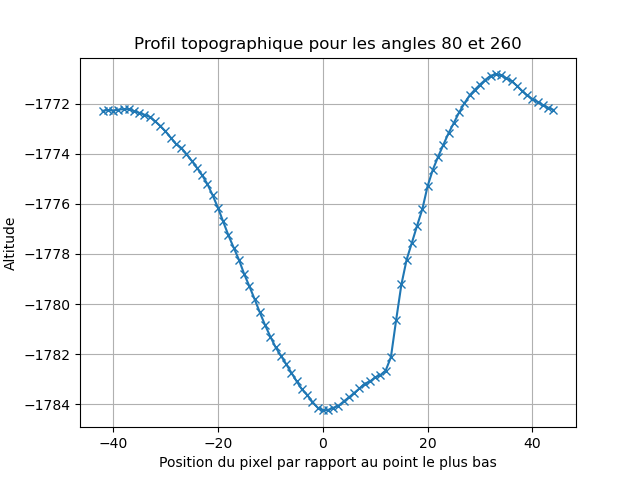 Profil topographique pour les angles 80 et 260
Altitude
−1772
−1774
−1776
−1778
−1780
−1782
−1784
−40 −20 0 20 40
Position du pixel par rapport au point le plus bas